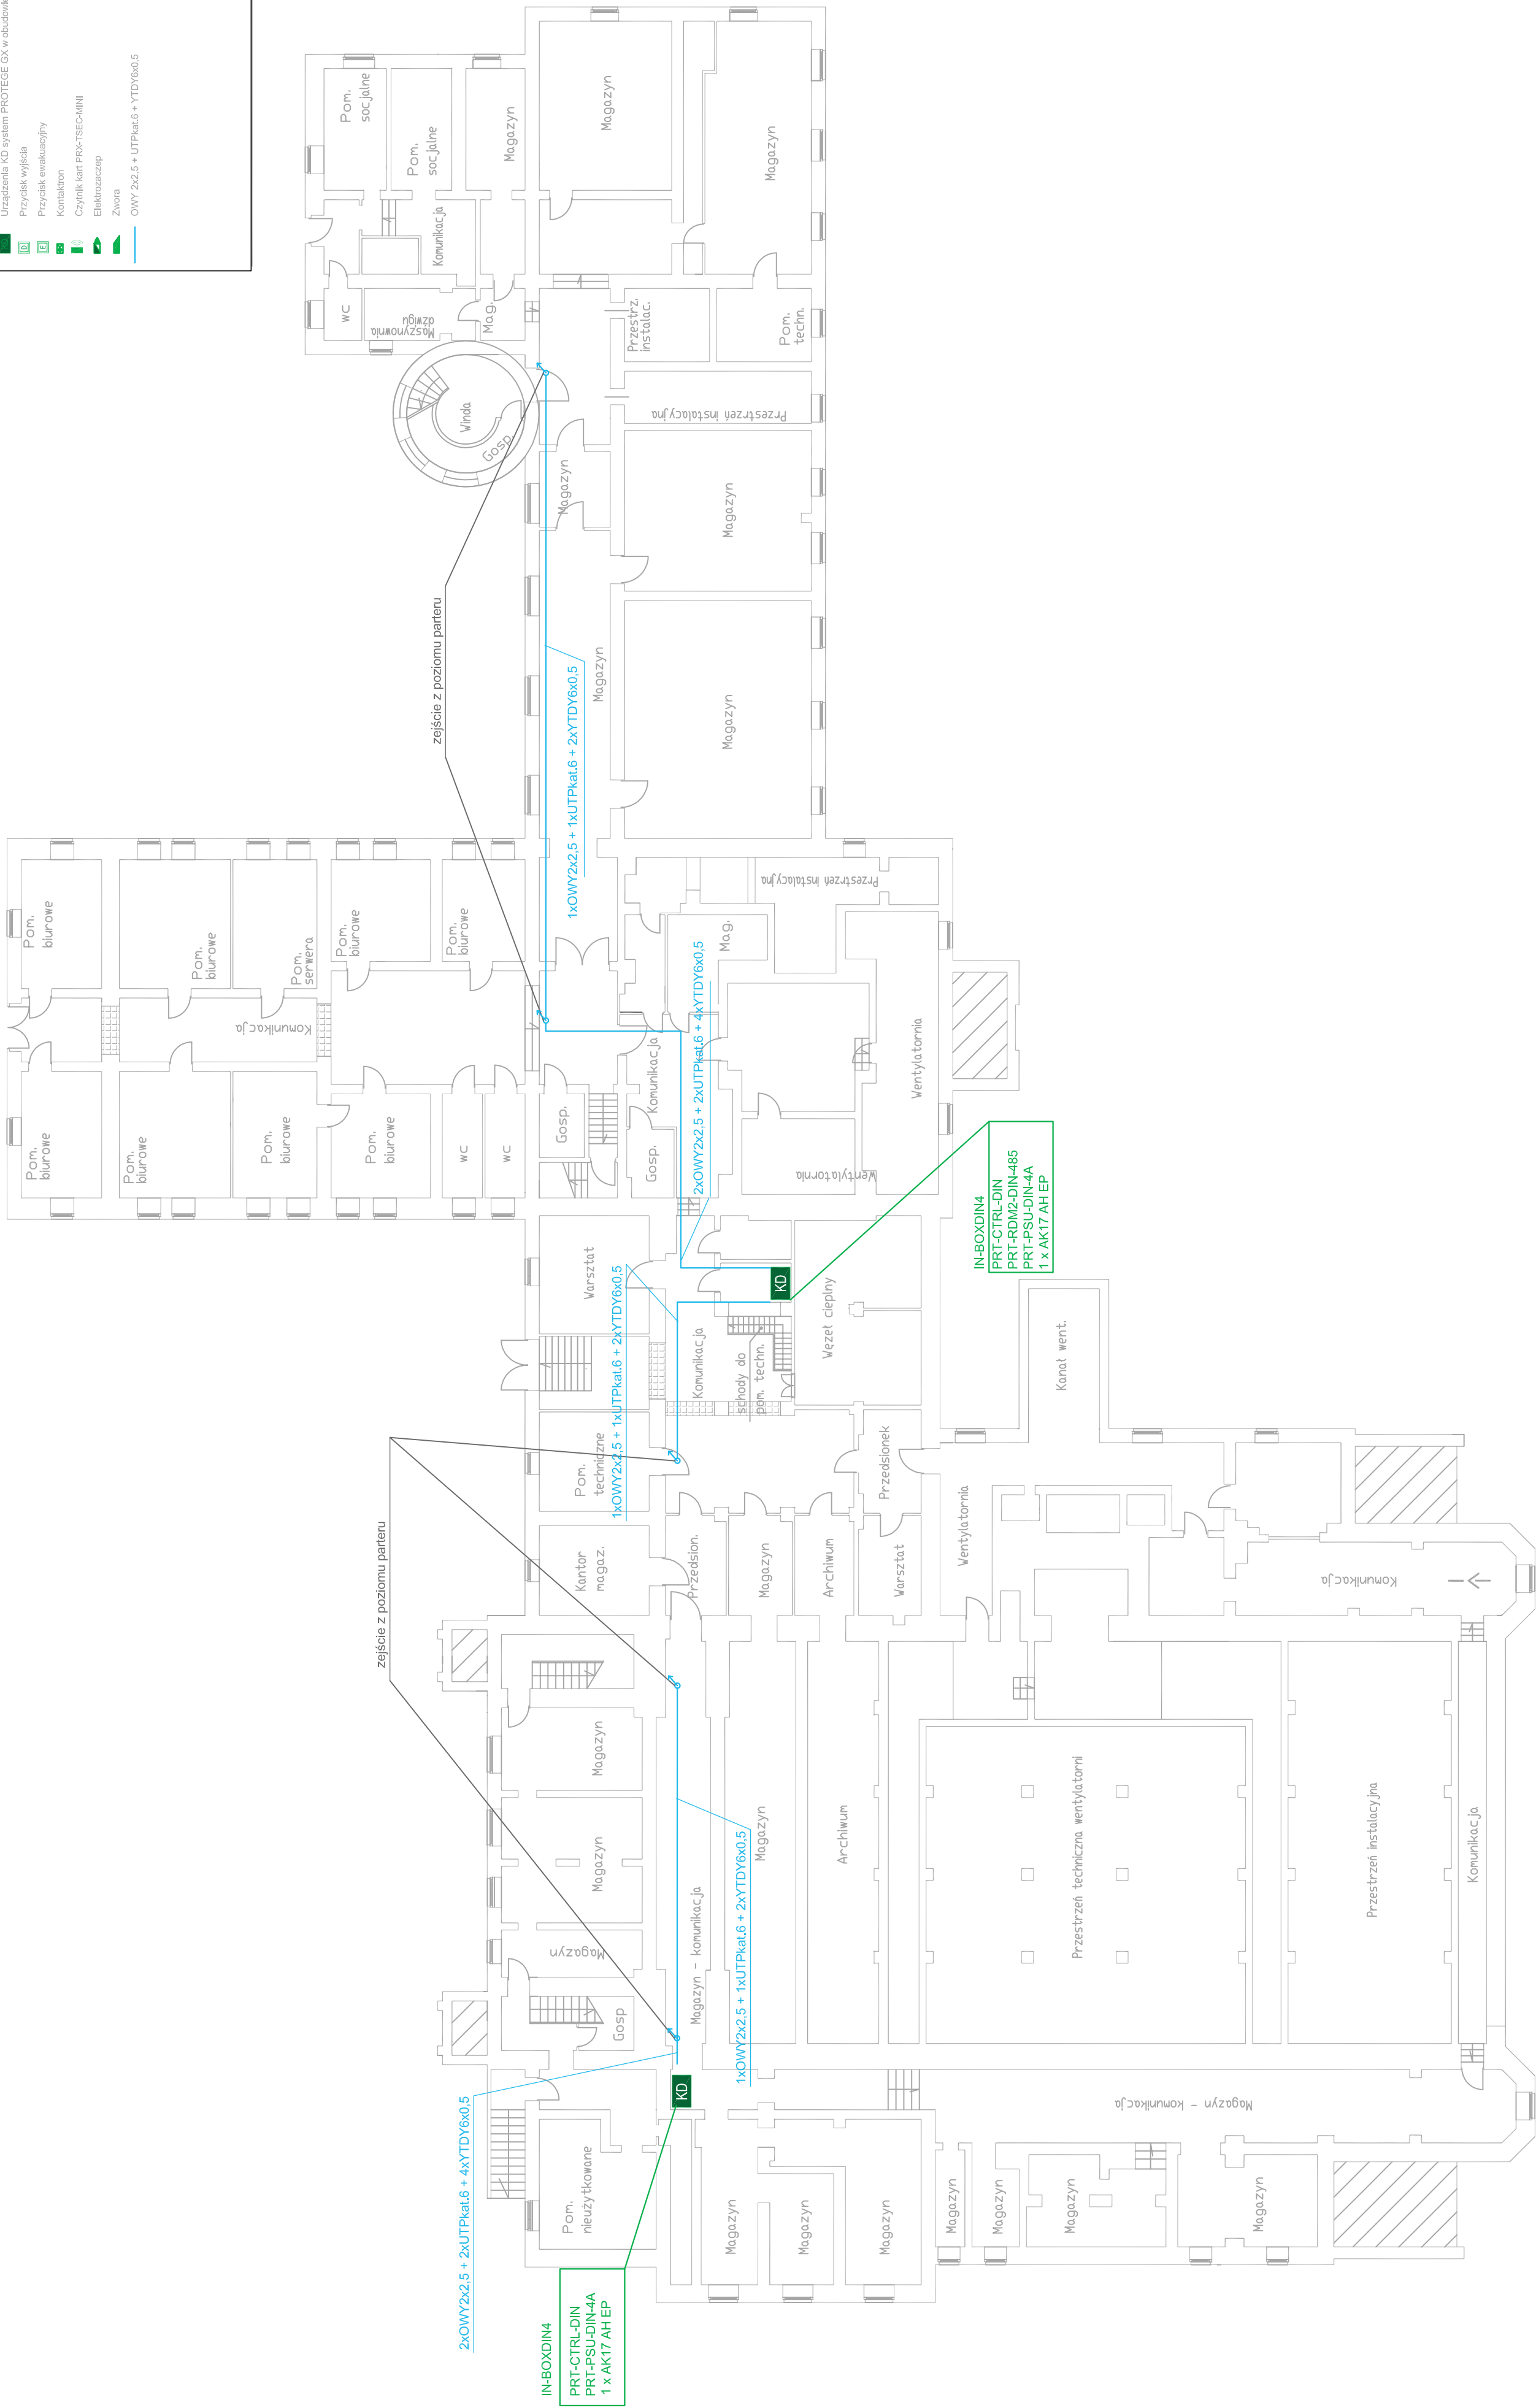 Urządzenia KD system PROTEGE GX w obudowie
KD
Przycisk wyjścia
Przycisk ewakuacyjny
E
Kontaktron
Czytnik kart PRX-TSEC-MINI
Elektrozaczep
Zwora
OWY 2x2,5 + UTPkat.6 + YTDY6x0,5
Pom.
socjalne
Pom.
socjalne
Magazyn
Magazyn
Magazyn
Komunikacja
WC
Maszynownia
dźwigu
Mag.
Przestrz.
instalac.
Pom.
techn.
Winda
Gosp.
Przestrzeń instalacyjna
Magazyn
Magazyn
zejście z poziomu parteru
Magazyn
Magazyn
1xOWY2x2,5 + 1xUTPkat.6 + 2xYTDY6x0,5
Pom.
biurowe
Pom.
biurowe
Pom.
serwera
Pom.
biurowe
Pom.
biurowe
Komunikacja
Pom.
biurowe
Pom.
biurowe
Pom.
biurowe
Pom.
biurowe
WC
WC
Gosp.
Gosp.
Komunikacja
Mag.
Przestrzeń instalacyjna
2xOWY2x2,5 + 2xUTPkat.6 + 4xYTDY6x0,5
Wentylatornia
Wentylatornia
Warsztat
1xOWY2x2,5 + 1xUTPkat.6 + 2xYTDY6x0,5
KD
IN-BOXDIN4
PRT-CTRL-DIN
PRT-RDM2-DIN-485
PRT-PSU-DIN-4A
1 x AK17 AH EP
Komunikacja
schody do
pom. techn.
Węzeł cieplny
Kanał went.
Pom.
techniczne
Przedsionek
zejście z poziomu parteru
Kantor
magaz.
Przedsion.
Magazyn
Archiwum
Warsztat
Wentylatornia
Komunikacja
Magazyn
Magazyn
Magazyn
Gosp
Magazyn - komunikacja
Magazyn
Archiwum
1xOWY2x2,5 + 1xUTPkat.6 + 2xYTDY6x0,5
Przestrzeń techniczna wentylatorni
Przestrzeń instalacyjna
Komunikacja
2xOWY2x2,5 + 2xUTPkat.6 + 4xYTDY6x0,5
KD
Magazyn - komunikacja
Pom.
nieużytkowane
Magazyn
Magazyn
Magazyn
Magazyn
Magazyn
Magazyn
Magazyn
IN-BOXDIN4
PRT-CTRL-DIN
PRT-PSU-DIN-4A
1 x AK17 AH EP